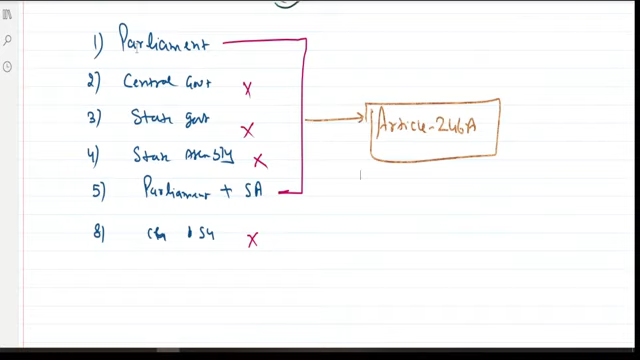 1) Parliament
2) Central Govt X
3) State govt X
4) State Assembly X
5) Parliament + SA
8) X
Article-246A